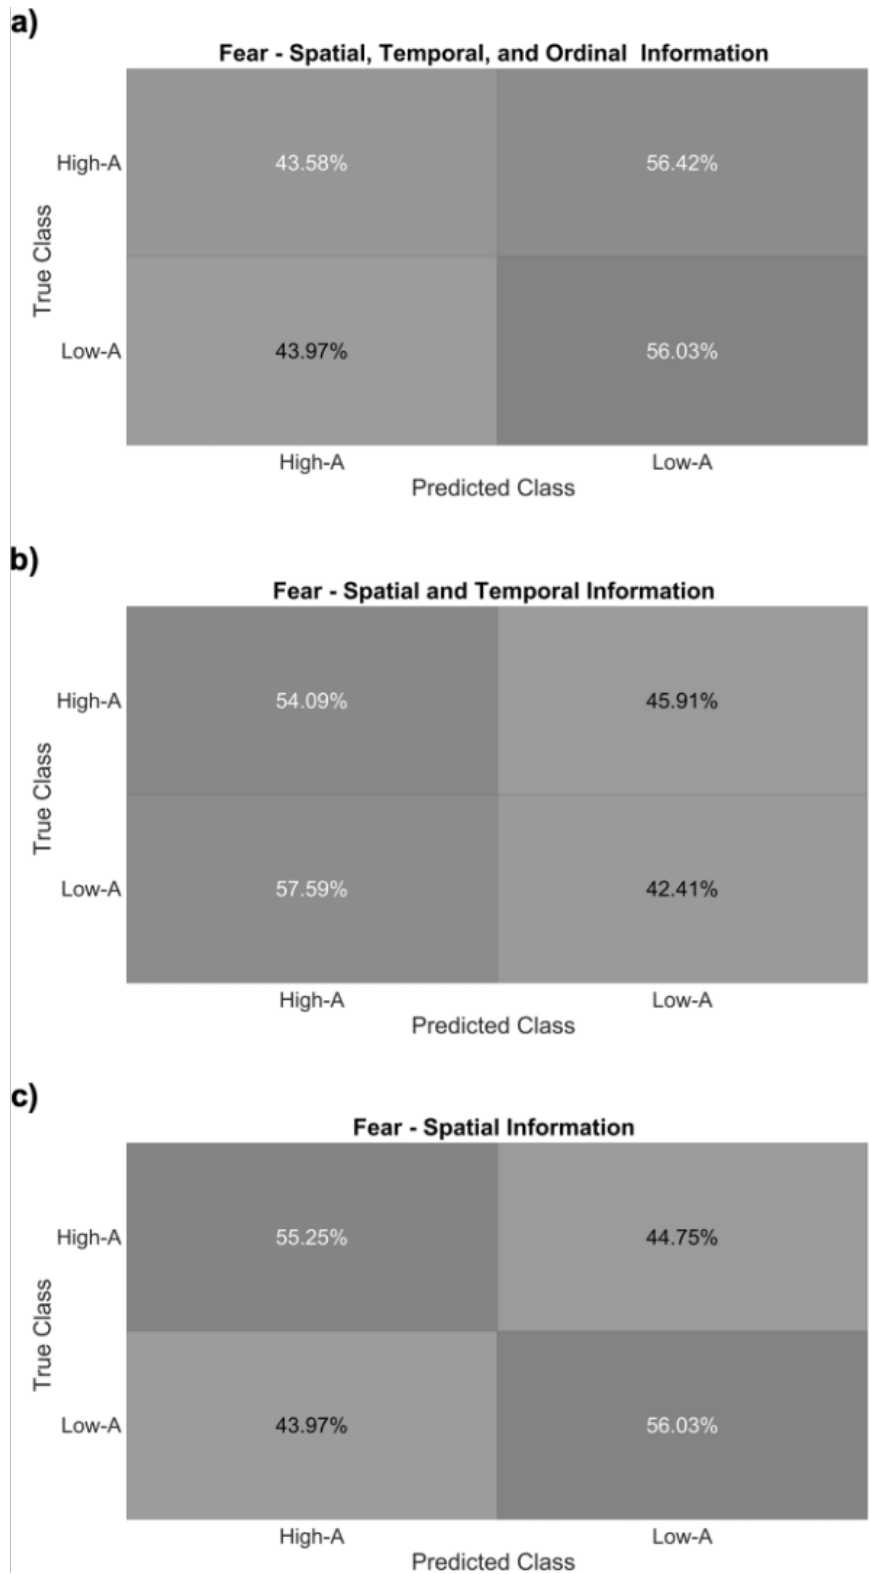 a)
Fear - Spatial, Temporal, and Ordinal  Information
True Class
High-A
43.58%
56.42%
Low-A
43.97%
56.03%
High-A
Low-A
Predicted Class
b)
Fear - Spatial and Temporal Information
True Class
High-A
54.09%
45.91%
Low-A
57.59%
42.41%
High-A
Low-A
Predicted Class
c)
Fear - Spatial Information
True Class
High-A
55.25%
44.75%
Low-A
43.97%
56.03%
High-A
Low-A
Predicted Class